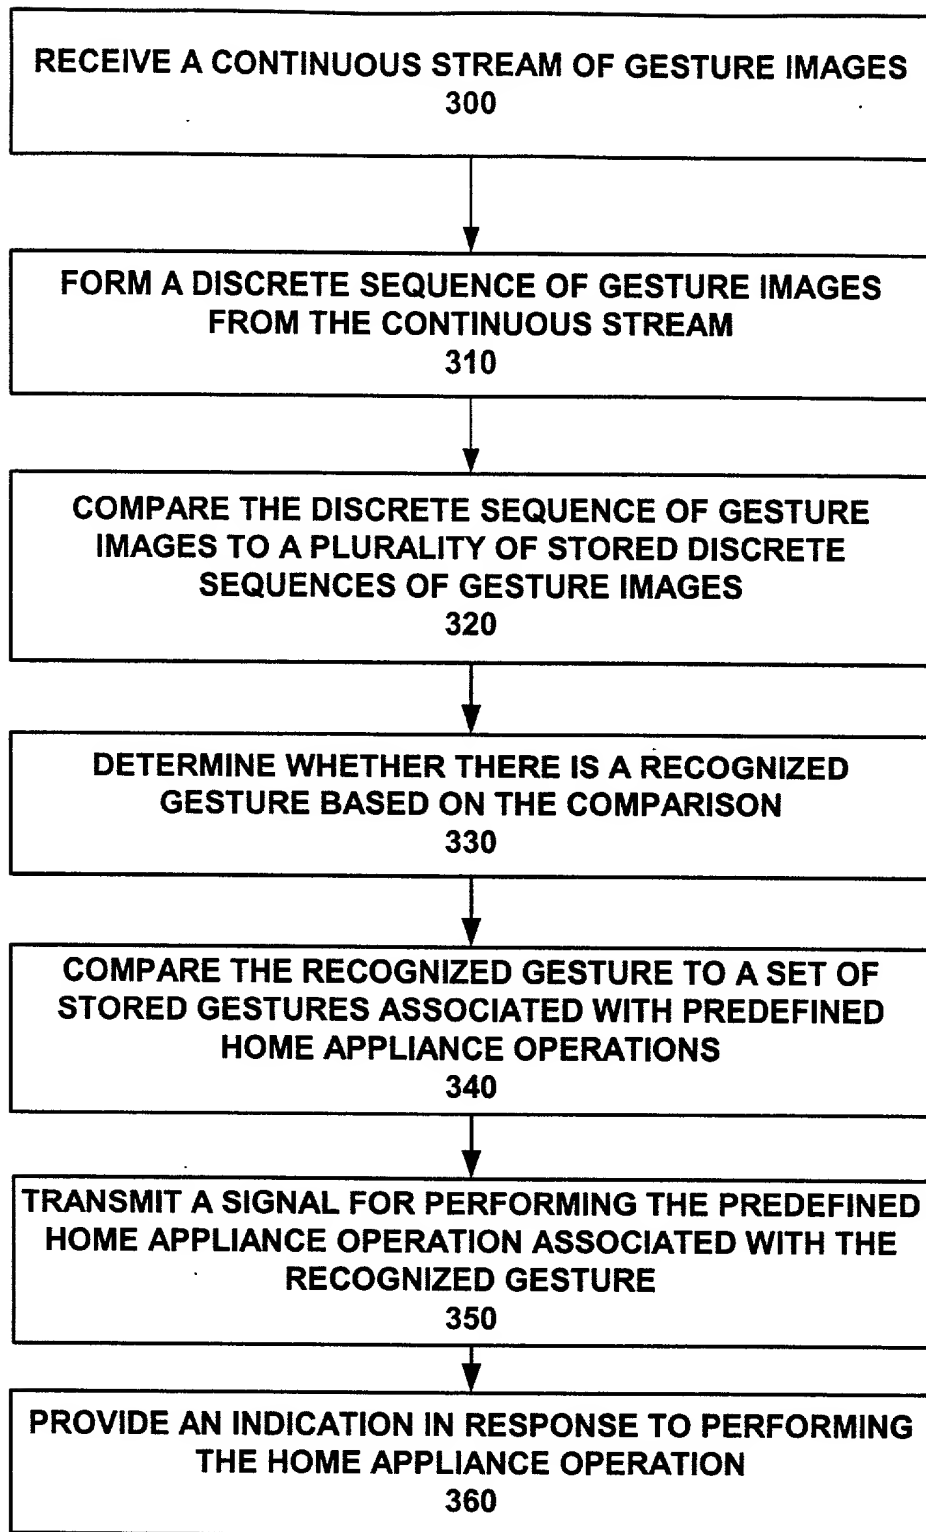 RECEIVE A CONTINUOUS STREAM OF GESTURE IMAGES
300
FORM A DISCRETE SEQUENCE OF GESTURE IMAGES
FROM THE CONTINUOUS STREAM
310
COMPARE THE DISCRETE SEQUENCE OF GESTURE
IMAGES TO A PLURALITY OF STORED DISCRETE
SEQUENCES OF GESTURE IMAGES
320
DETERMINE WHETHER THERE IS A RECOGNIZED
GESTURE BASED ON THE COMPARISON
330
COMPARE THE RECOGNIZED GESTURE TO A SET OF
STORED GESTURES ASSOCIATED WITH PREDEFINED
HOME APPLIANCE OPERATIONS
340
TRANSMIT A SIGNAL FOR PERFORMING THE PREDEFINED
HOME APPLIANCE OPERATION ASSOCIATED WITH THE
RECOGNIZED GESTURE
350
PROVIDE AN INDICATION IN RESPONSE TO PERFORMING
THE HOME APPLIANCE OPERATION
360